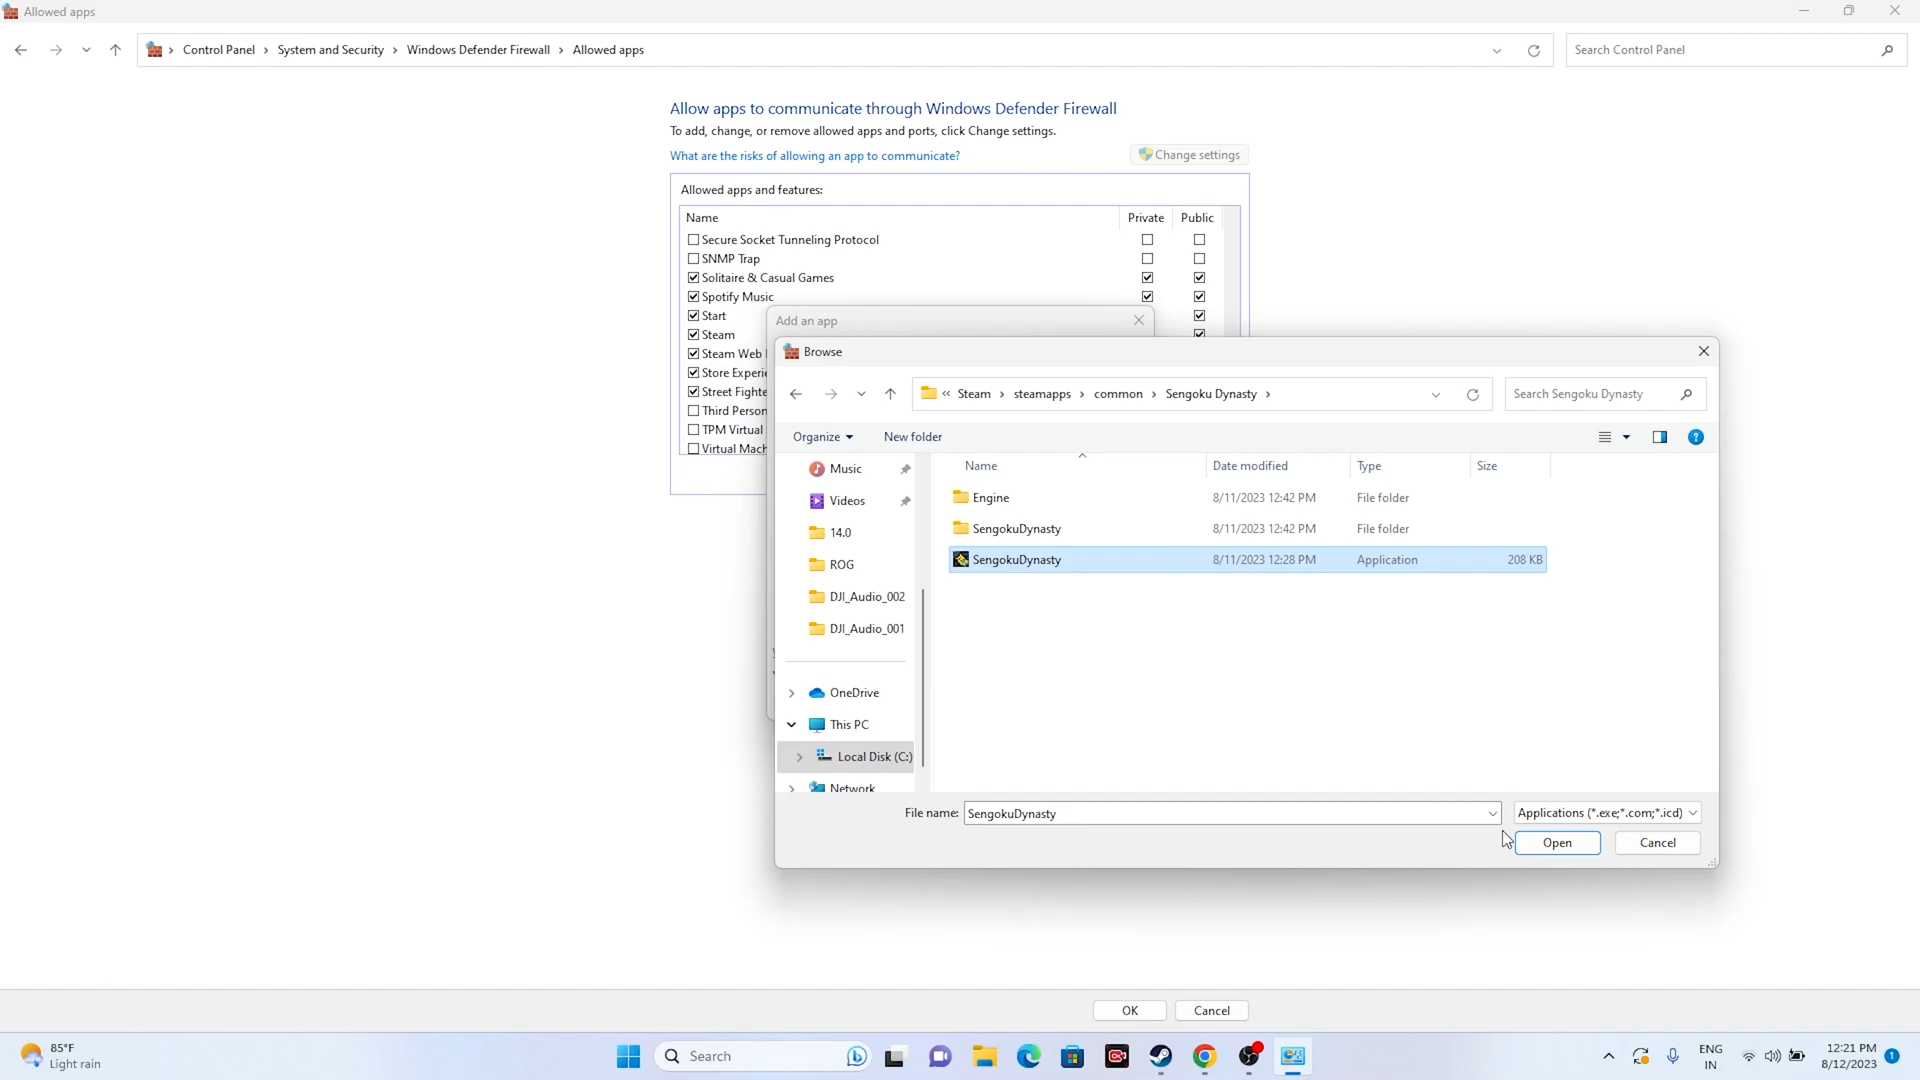 Allowed apps
Control Panel > System and Security > Windows Defender Firewall > Allowed apps
Search Control Panel
Allow apps to communicate through Windows Defender Firewall
To add, change, or remove allowed apps and ports, click Change settings.
What are the risks of allowing an app to communicate?
Change settings
Allowed apps and features:
Name Private Public
Secure Socket Tunneling Protocol
SNMP Trap
Solitaire & Casual Games
Spotify Music
Start
Steam
Steam Web
Store Experie
Street Fighte
Third Person
TPM Virtual
Virtual Mach
Add an app
Browse
« Steam > steamapps > common > Sengoku Dynasty >
Search Sengoku Dynasty
Organize New folder
Music
Videos
14.0
ROG
DJI_Audio_002
DJI_Audio_001
OneDrive
This PC
Local Disk (C:)
Network
Name Date modified Type Size
Engine 8/11/2023 12:42 PM File folder
SengokuDynasty 8/11/2023 12:42 PM File folder
SengokuDynasty 8/11/2023 12:28 PM Application 208 KB
File name: SengokuDynasty
Applications (*.exe;*.com;*.icd)
Open Cancel
OK Cancel
85°F
Light rain
Search
ENG
IN
12:21 PM
8/12/2023
1